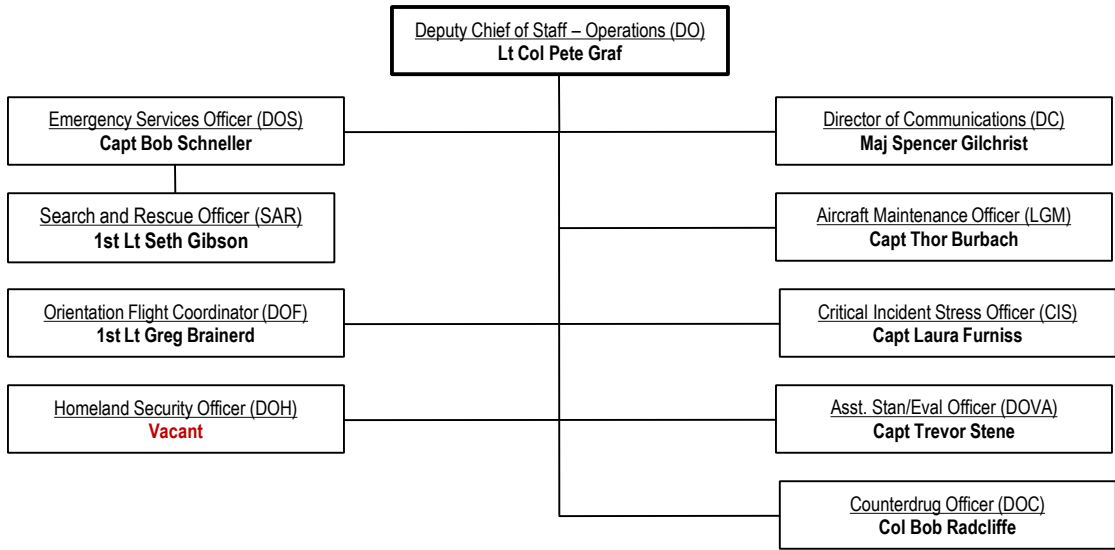 Deputy Chief of Staff – Operations (DO)
Lt Col Pete Graf
Emergency Services Officer (DOS)
Capt Bob Schneller
Director of Communications (DC)
Maj Spencer Gilchrist
Search and Rescue Officer (SAR)
1st Lt Seth Gibson
Aircraft Maintenance Officer (LGM)
Capt Thor Burbach
Orientation Flight Coordinator (DOF)
1st Lt Greg Brainerd
Critical Incident Stress Officer (CIS)
Capt Laura Furniss
Homeland Security Officer (DOH)
Vacant
Asst. Stan/Eval Officer (DOVA)
Capt Trevor Stene
Counterdrug Officer (DOC)
Col Bob Radcliffe